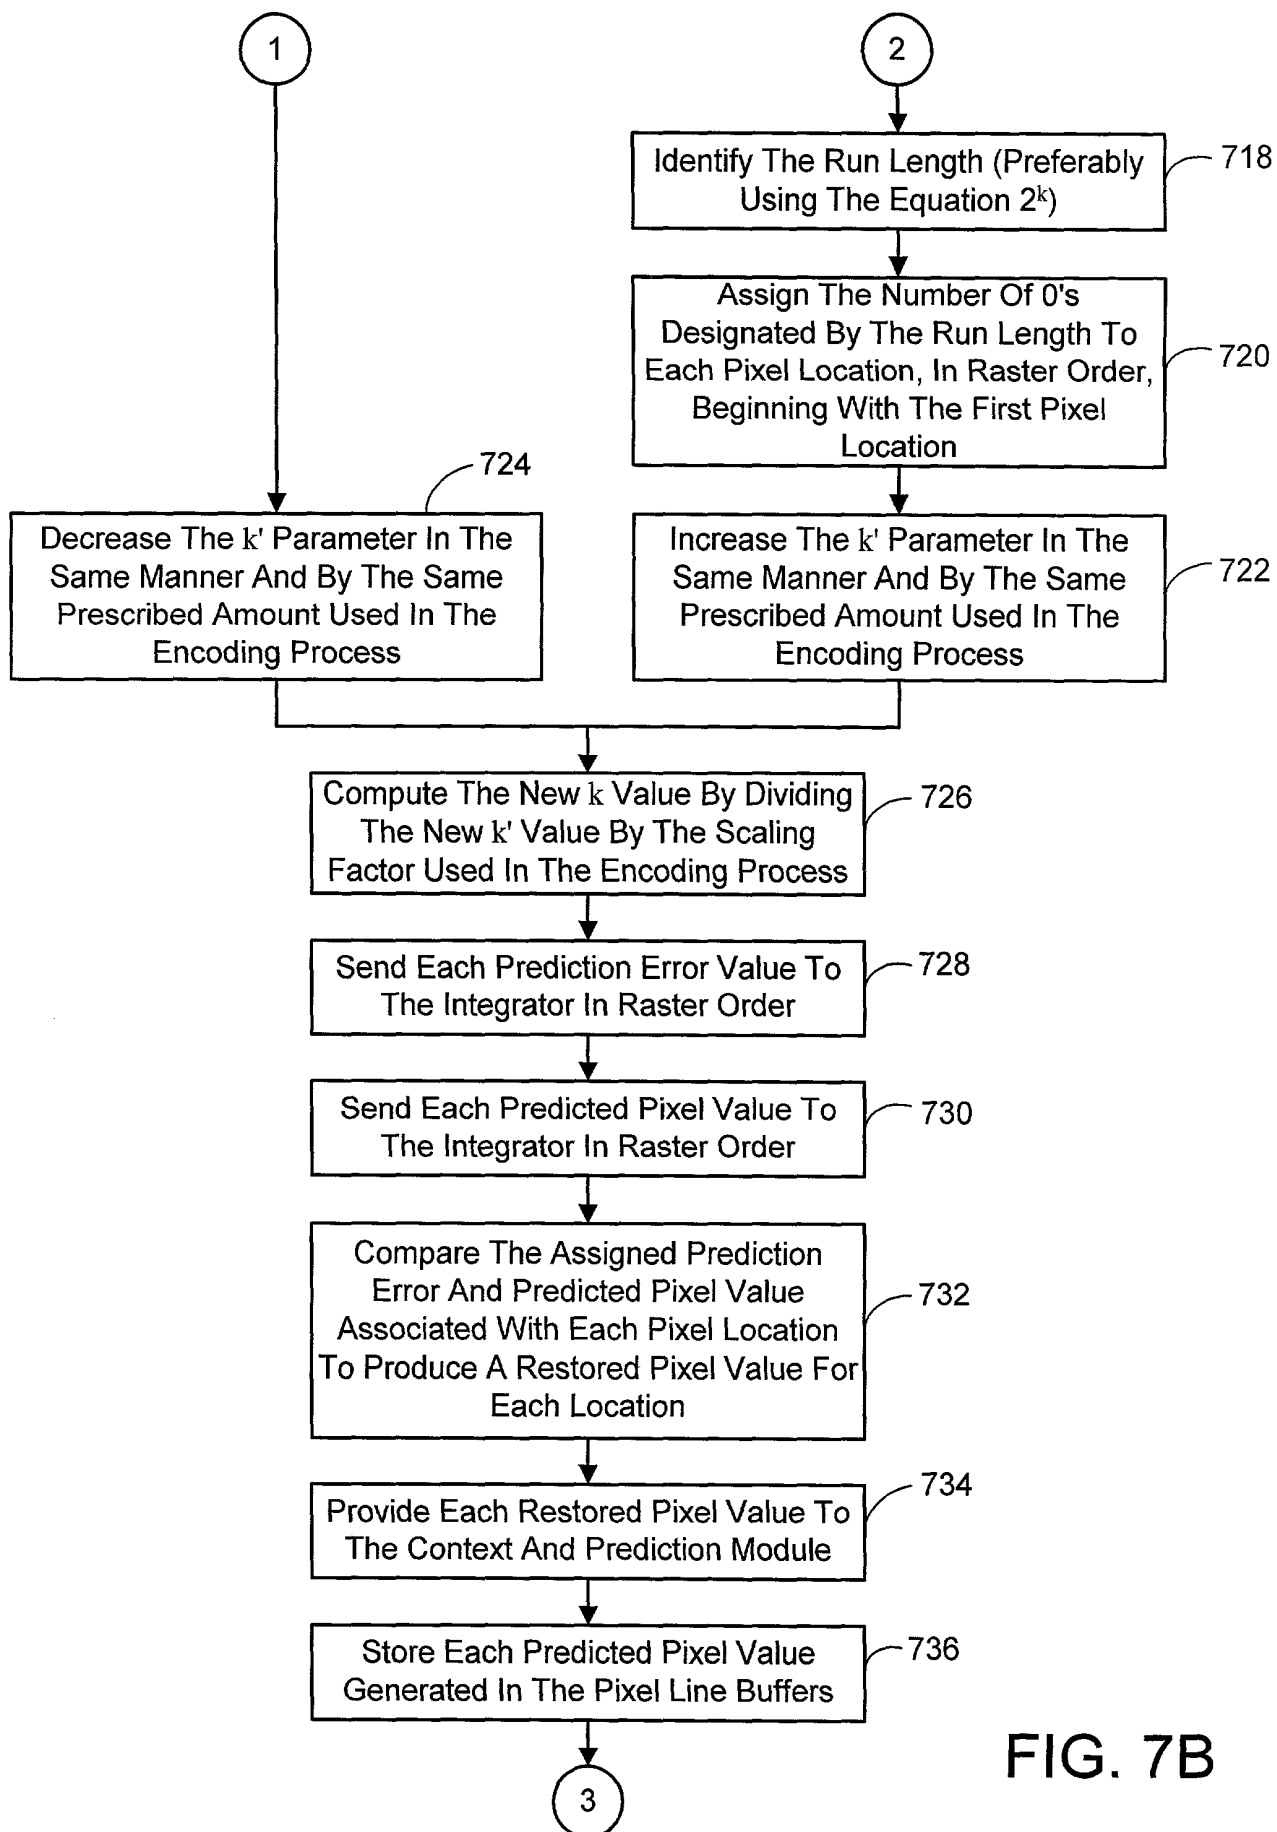 1
2
Identify The Run Length (Preferably
Using The Equation 2^k)
718
Assign The Number Of 0's
Designated By The Run Length To
Each Pixel Location, In Raster Order,
Beginning With The First Pixel
Location
720
724
Decrease The k' Parameter In The
Same Manner And By The Same
Prescribed Amount Used In The
Encoding Process
Increase The k' Parameter In The
Same Manner And By The Same
Prescribed Amount Used In The
Encoding Process
722
Compute The New k Value By Dividing
The New k' Value By The Scaling
Factor Used In The Encoding Process
726
Send Each Prediction Error Value To
The Integrator In Raster Order
728
Send Each Predicted Pixel Value To
The Integrator In Raster Order
730
Compare The Assigned Prediction
Error And Predicted Pixel Value
Associated With Each Pixel Location
To Produce A Restored Pixel Value For
Each Location
732
Provide Each Restored Pixel Value To
The Context And Prediction Module
734
Store Each Predicted Pixel Value
Generated In The Pixel Line Buffers
736
3
FIG. 7B